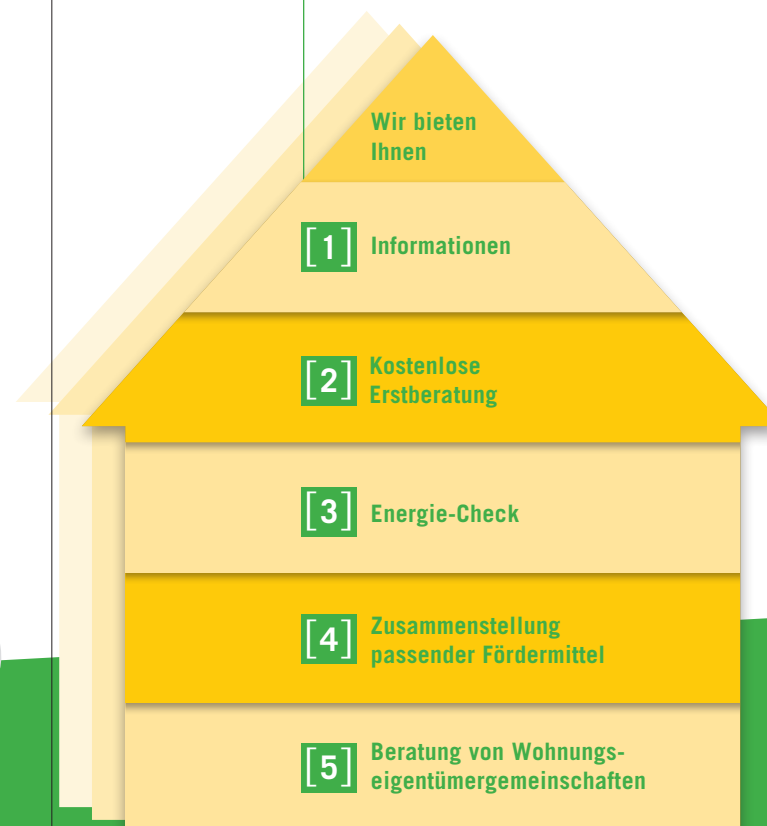 Wir bieten
Ihnen
[1] Informationen
[2] Kostenlose
Erstberatung
[3] Energie-Check
[4] Zusammenstellung
passender Fördermittel
[5] Beratung von Wohnungs-
eigentümergemeinschaften